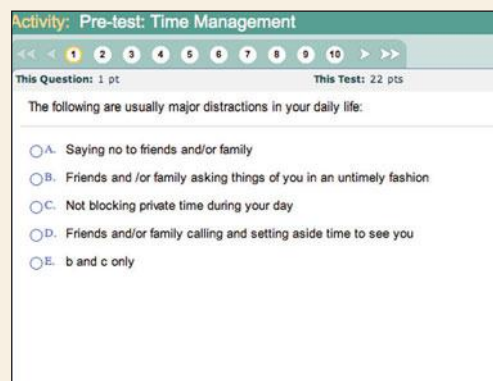 Activity: Pre-test: Time Management
<< < 1 2 3 4 5 6 7 8 9 10 > >>
This Question: 1 pt This Test: 22 pts
The following are usually major distractions in your daily life:
A. Saying no to friends and/or family
B. Friends and /or family asking things of you in an untimely fashion
C. Not blocking private time during your day
D. Friends and/or family calling and setting aside time to see you
E. b and c only